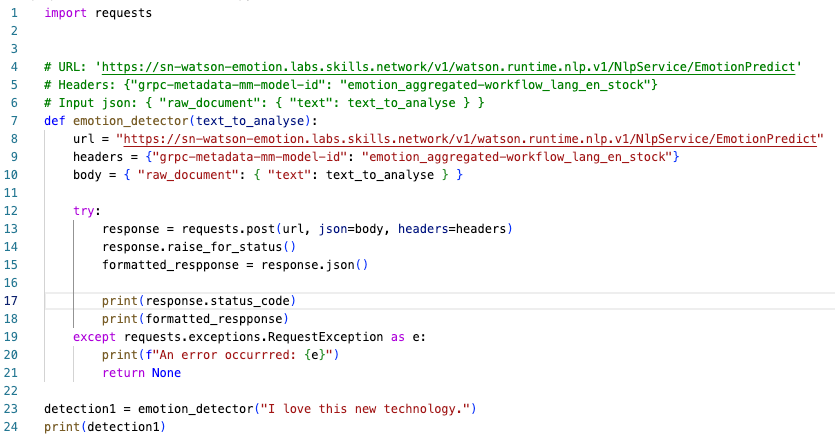 1 import requests
2
3
4 # URL: 'https://sn-watson-emotion.labs.skills.network/v1/watson.runtime.nlp.v1/NlpService/EmotionPredict'
5 # Headers: {"grpc-metadata-mm-model-id": "emotion_aggregated-workflow_lang_en_stock"}
6 # Input json: { "raw_document": { "text": text_to_analyse } }
7 def emotion_detector(text_to_analyse):
8     url = "https://sn-watson-emotion.labs.skills.network/v1/watson.runtime.nlp.v1/NlpService/EmotionPredict"
9     headers = {"grpc-metadata-mm-model-id": "emotion_aggregated-workflow_lang_en_stock"}
10     body = { "raw_document": { "text": text_to_analyse } }
11
12     try:
13         response = requests.post(url, json=body, headers=headers)
14         response.raise_for_status()
15         formatted_respponse = response.json()
16
17         print(response.status_code)
18         print(formatted_respponse)
19     except requests.exceptions.RequestException as e:
20         print(f"An error occurrred: {e}")
21         return None
22
23 detection1 = emotion_detector("I love this new technology.")
24 print(detection1)